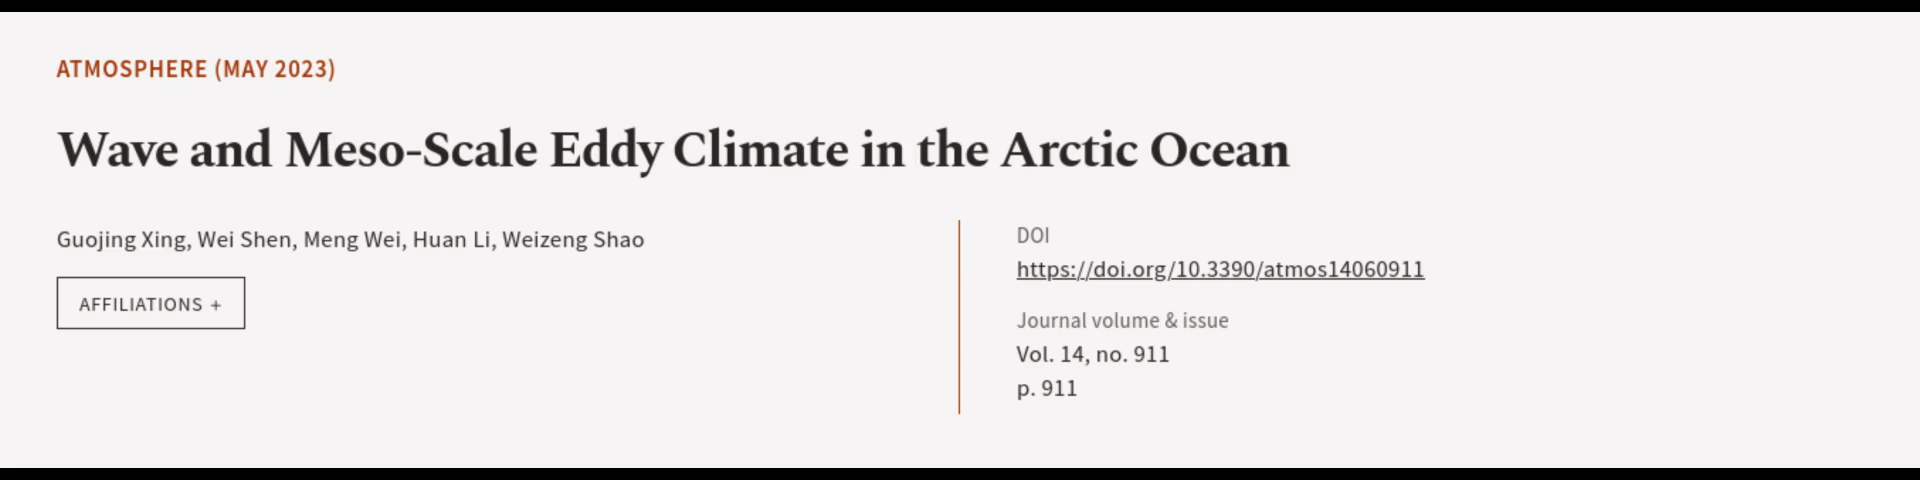 ATMOSPHERE (MAY 2023)
Wave and Meso-Scale Eddy Climate in the Arctic Ocean
Guojing Xing, Wei Shen, Meng Wei, Huan Li, Weizeng Shao
AFFILIATIONS +
DOI
https://doi.org/10.3390/atmos14060911
Journal volume & issue
Vol. 14, no. 911
p. 911